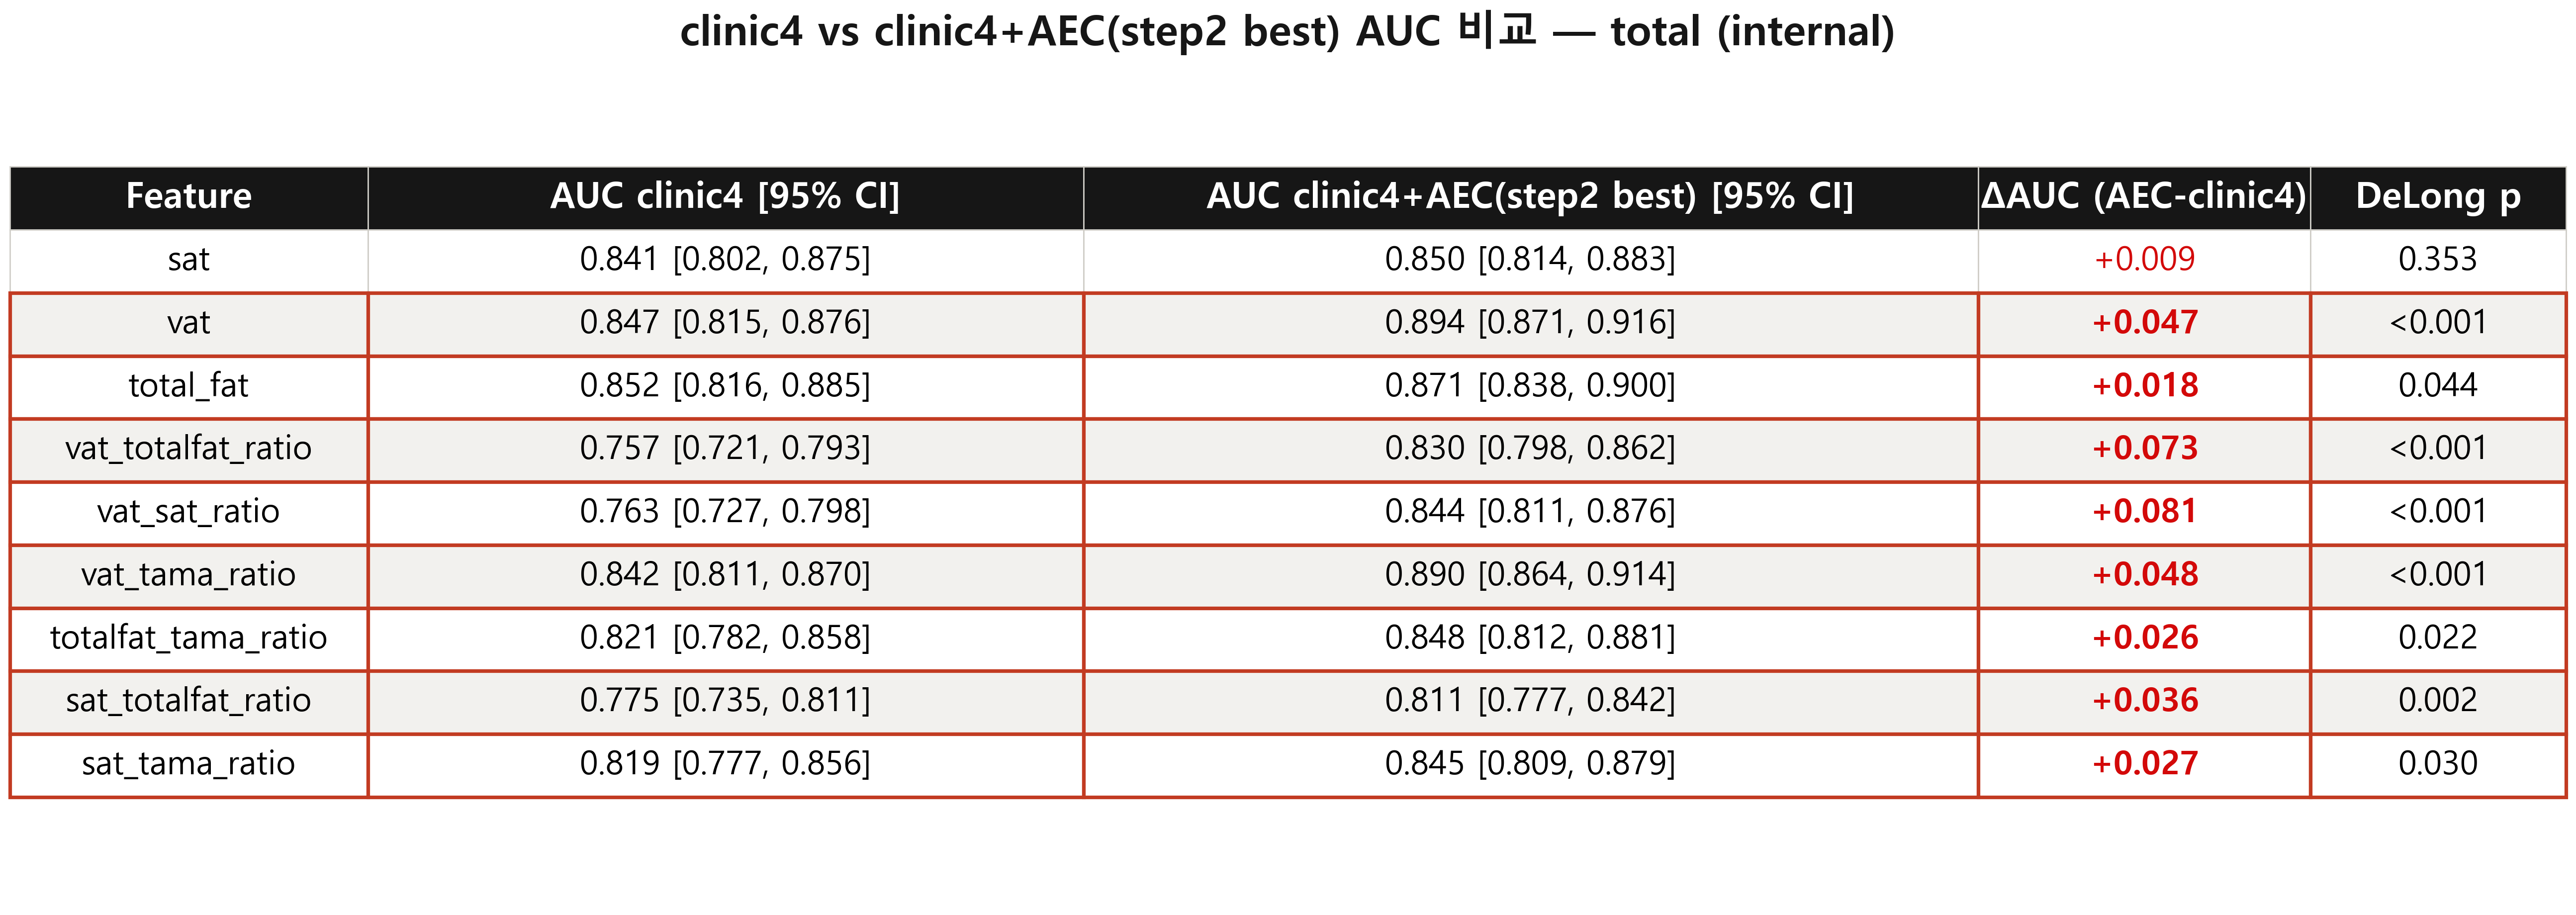 clinic4 vs clinic4+AEC(step2 best) AUC 비교 — total (internal)
Feature AUC clinic4 [95% CI] AUC clinic4+AEC(step2 best) [95% CI] ΔAUC (AEC-clinic4) DeLong p
sat 0.841 [0.802, 0.875] 0.850 [0.814, 0.883] +0.009 0.353
vat 0.847 [0.815, 0.876] 0.894 [0.871, 0.916] +0.047 <0.001
total_fat 0.852 [0.816, 0.885] 0.871 [0.838, 0.900] +0.018 0.044
vat_totalfat_ratio 0.757 [0.721, 0.793] 0.830 [0.798, 0.862] +0.073 <0.001
vat_sat_ratio 0.763 [0.727, 0.798] 0.844 [0.811, 0.876] +0.081 <0.001
vat_tama_ratio 0.842 [0.811, 0.870] 0.890 [0.864, 0.914] +0.048 <0.001
totalfat_tama_ratio 0.821 [0.782, 0.858] 0.848 [0.812, 0.881] +0.026 0.022
sat_totalfat_ratio 0.775 [0.735, 0.811] 0.811 [0.777, 0.842] +0.036 0.002
sat_tama_ratio 0.819 [0.777, 0.856] 0.845 [0.809, 0.879] +0.027 0.030